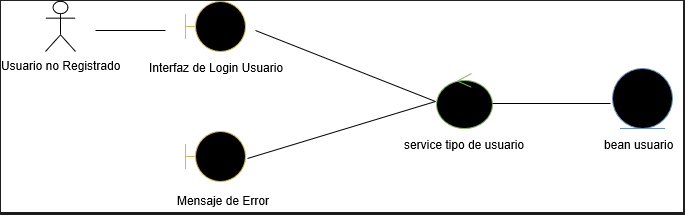 Usuario no Registrado
Interfaz de Login Usuario
service tipo de usuario
bean usuario
Mensaje de Error